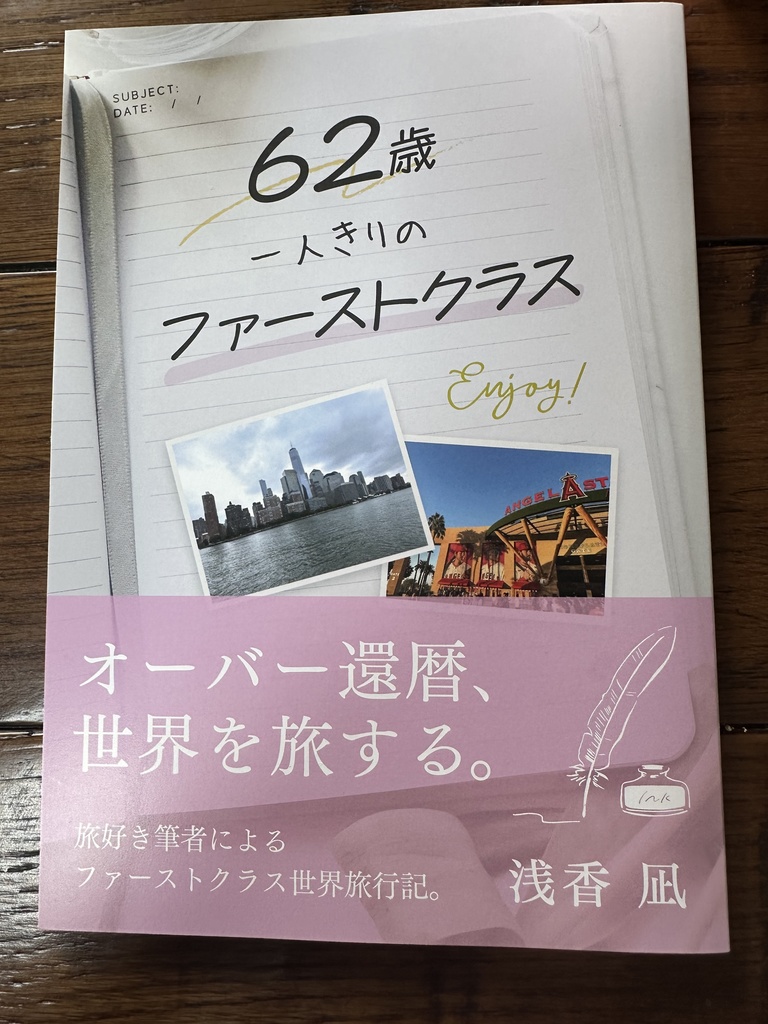 SUBJECT:
DATE: / /
62歳
一人きりの
ファーストクラス
Enjoy!
ANGEL STA
オーバー還暦、
世界を旅する。
Ink
旅好き筆者による
ファーストクラス世界旅行記。
浅香 凪